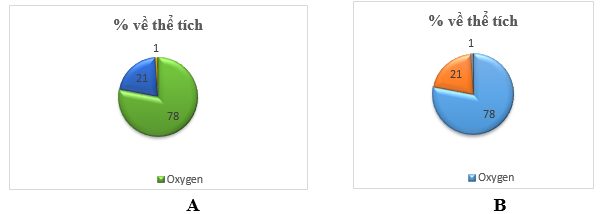 % về thể tích
1
21
78
Oxygen
A
% về thể tích
1
21
78
Oxygen
B